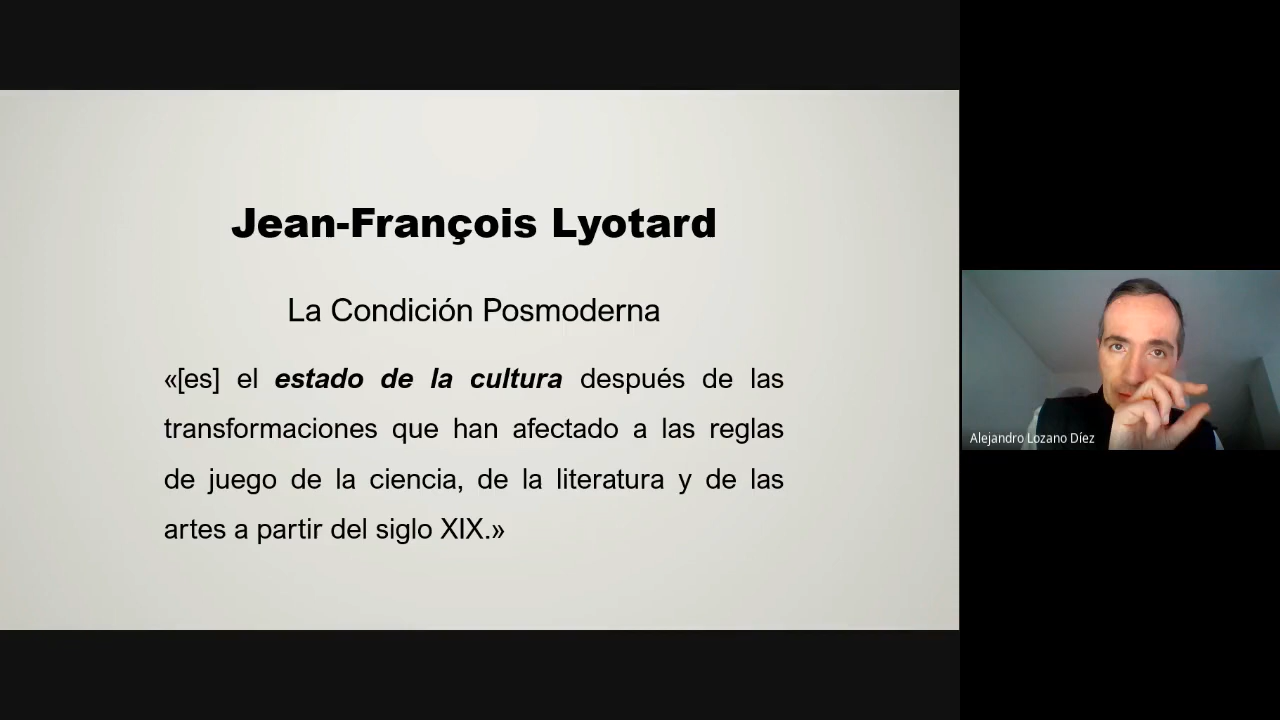 Jean-François Lyotard
La Condición Posmoderna
«[es] el estado de la cultura después de las
transformaciones que han afectado a las reglas
de juego de la ciencia, de la literatura y de las
artes a partir del siglo XIX.»
Alejandro Lozano Díez